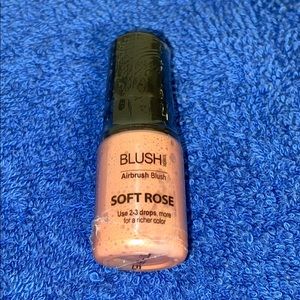 BLUSH
Airbrush Blush
SOFT ROSE
Use 2-3 drops, more
for a richer color